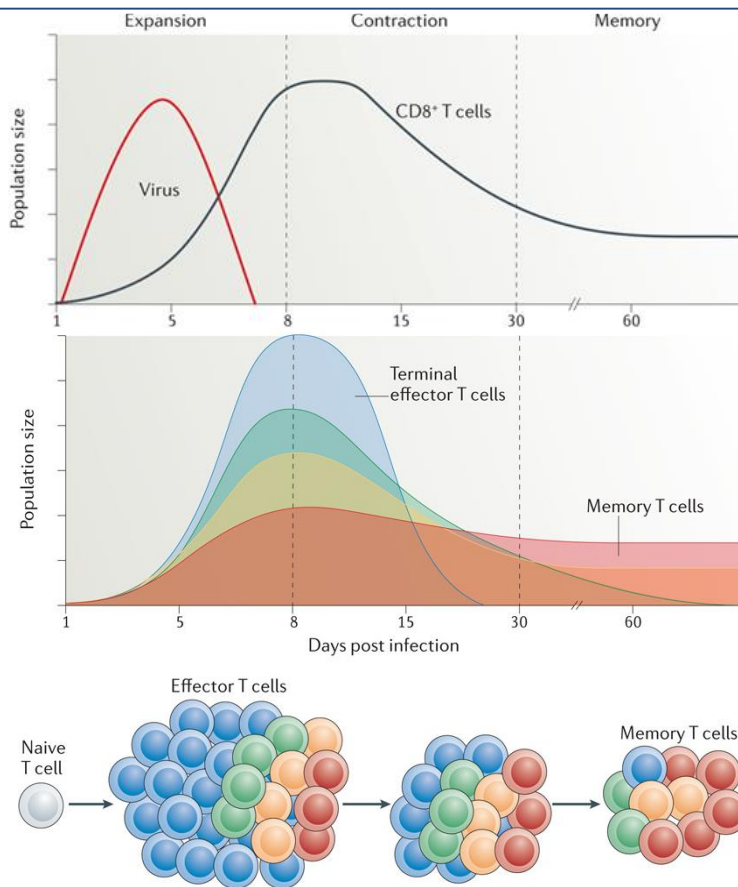 Expansion
Contraction
Memory
Population size
Virus
CD8⁺ T cells
1
5
8
15
30
60
Population size
Terminal
effector T cells
Memory T cells
1
5
8
15
30
60
Days post infection
Effector T cells
Naive
T cell
Memory T cells